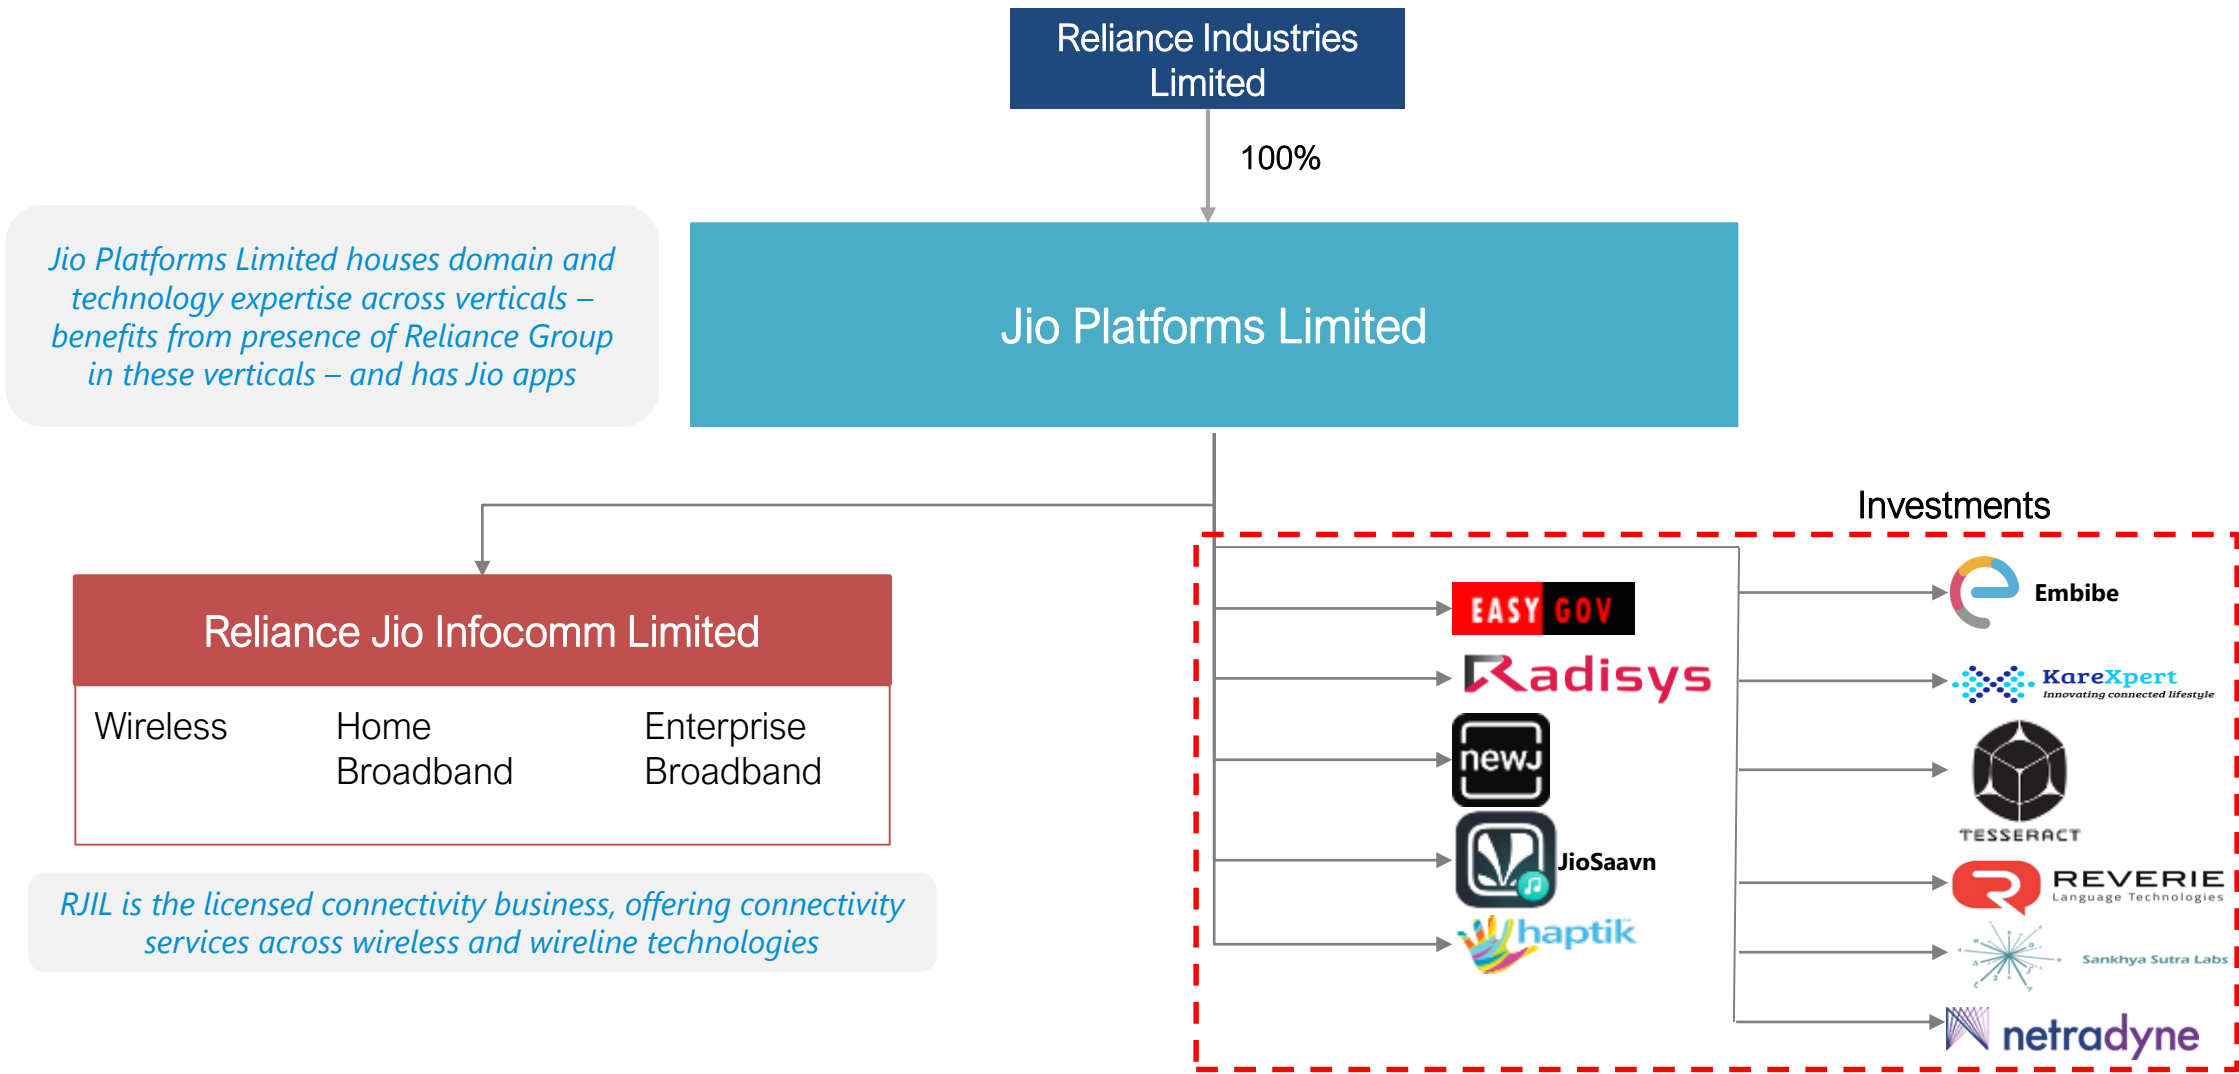 Reliance Industries
Limited
100%
Jio Platforms Limited houses domain and
technology expertise across verticals –
benefits from presence of Reliance Group
in these verticals – and has Jio apps
Jio Platforms Limited
Investments
Reliance Jio Infocomm Limited
Wireless
Home
Broadband
Enterprise
Broadband
RJIL is the licensed connectivity business, offering connectivity
services across wireless and wireline technologies
EASY GOV
Radisys
newJ
JioSaavn
haptik
Embibe
KareXpert
Innovating connected lifestyle
TESSERACT
REVERIE
Language Technologies
Sankhya Sutra Labs
netradyne